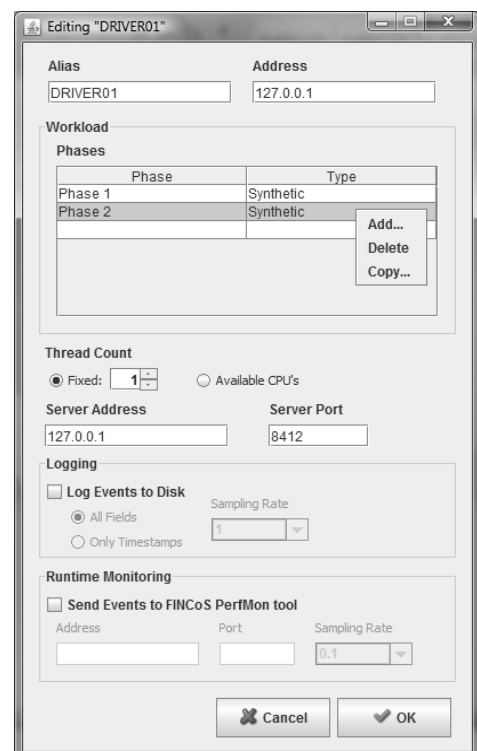 Editing "DRIVER01"
Alias Address
DRIVER01 127.0.0.1
Workload
Phases
Phase Type
Phase 1 Synthetic
Phase 2 Synthetic
Add...
Delete
Copy...
Thread Count
Fixed: 1 Available CPU's
Server Address Server Port
127.0.0.1 8412
Logging
Log Events to Disk
Sampling Rate
All Fields
1
Only Timestamps
Runtime Monitoring
Send Events to FINCoS PerfMon tool
Address Port Sampling Rate
0.1
Cancel OK